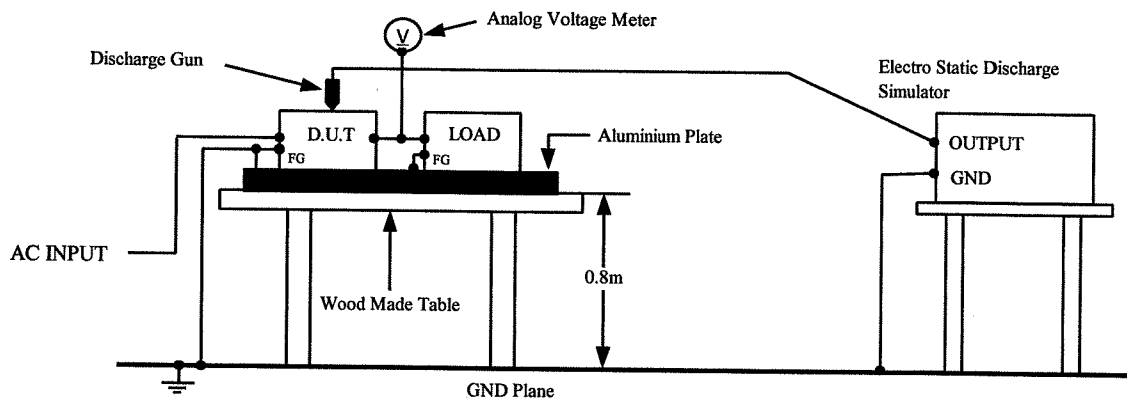 Analog Voltage Meter
V
Discharge Gun
Electro Static Discharge
Simulator
D.U.T
LOAD
Aluminium Plate
OUTPUT
FG
FG
GND
AC INPUT
0.8m
Wood Made Table
GND Plane